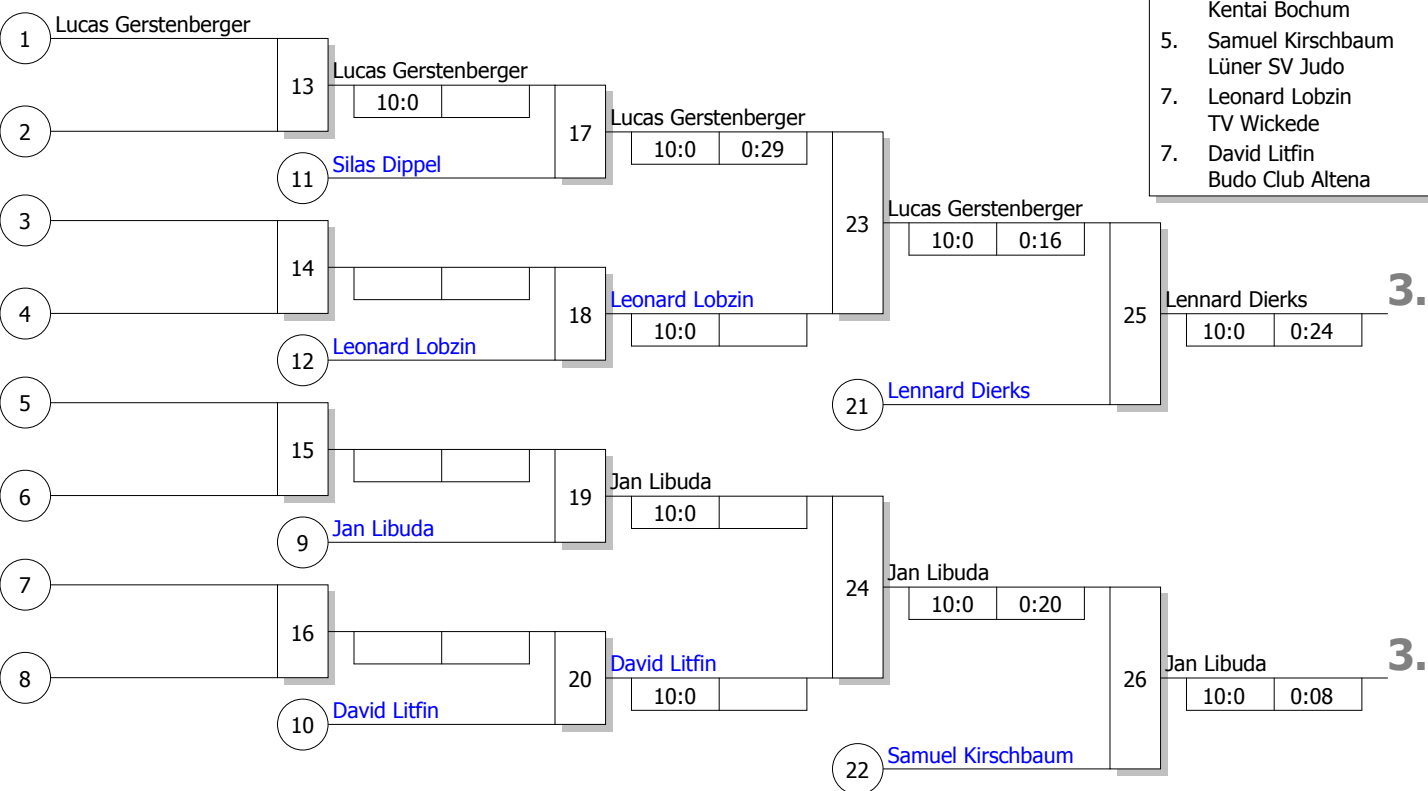 Kentai Bochum
5. Samuel Kirschbaum
Lüner SV Judo
7. Leonard Lobzin
TV Wickede
7. David Litfin
Budo Club Altena
Lucas Gerstenberger
1
13
Lucas Gerstenberger
10:0
2
17
Lucas Gerstenberger
10:0 0:29
11
Silas Dippel
3
23
Lucas Gerstenberger
10:0 0:16
14
4
18
Leonard Lobzin
10:0
12
Leonard Lobzin
25
Lennard Dierks
10:0 0:24
3.
5
21
Lennard Dierks
15
6
19
Jan Libuda
10:0
9
Jan Libuda
7
24
Jan Libuda
10:0 0:20
16
8
20
David Litfin
10:0
10
David Litfin
26
Jan Libuda
10:0 0:08
3.
22
Samuel Kirschbaum